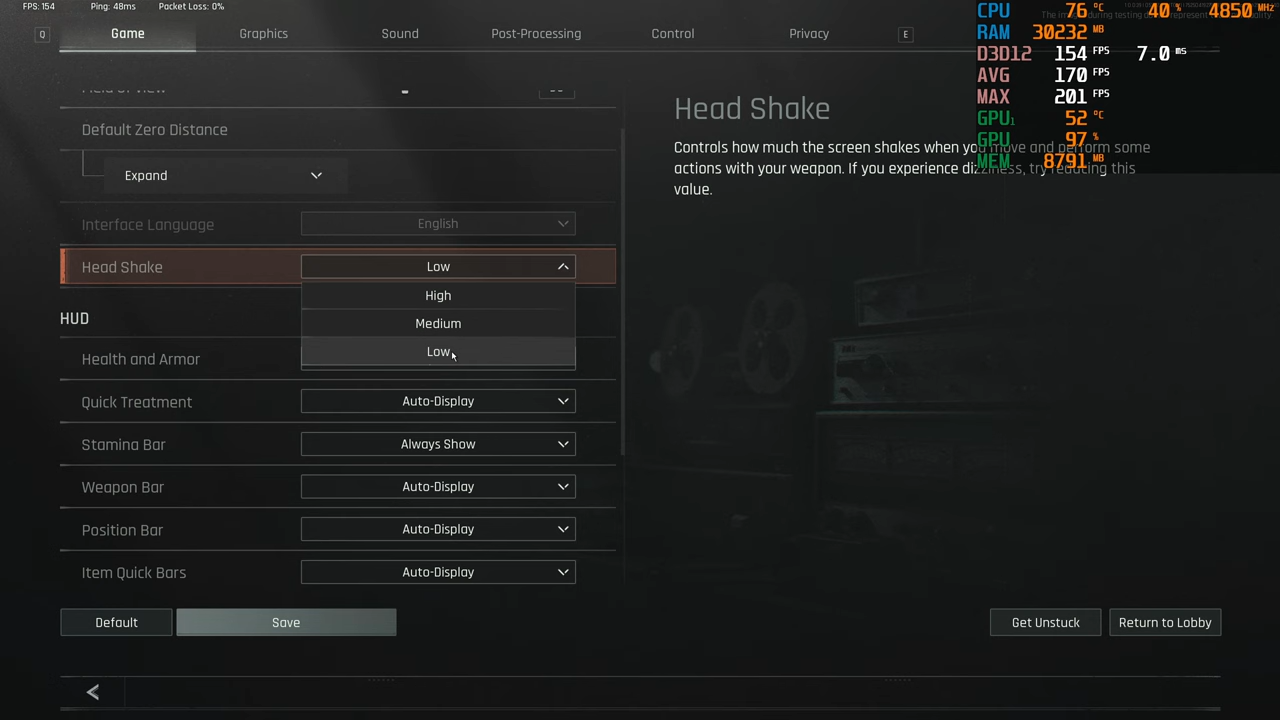 FPS: 154 Ping: 48ms Packet Loss: 0%
CPU 76 °C 40 % 4850 MHz
RAM 30232 MB
D3D12 154 FPS 7.0 ms
AVG 170 FPS
MAX 201 FPS
GPU1 52 °C
GPU 97 %
MEM 8791 MB
Q Game Graphics Sound Post-Processing Control Privacy E
Field of View
Default Zero Distance
Expand
Interface Language English
Head Shake Low
High
Medium
Low
HUD
Health and Armor
Quick Treatment Auto-Display
Stamina Bar Always Show
Weapon Bar Auto-Display
Position Bar Auto-Display
Item Quick Bars Auto-Display
Head Shake
Controls how much the screen shakes when you move and perform some
actions with your weapon. If you experience dizziness, try reducing this
value.
Default Save Get Unstuck Return to Lobby